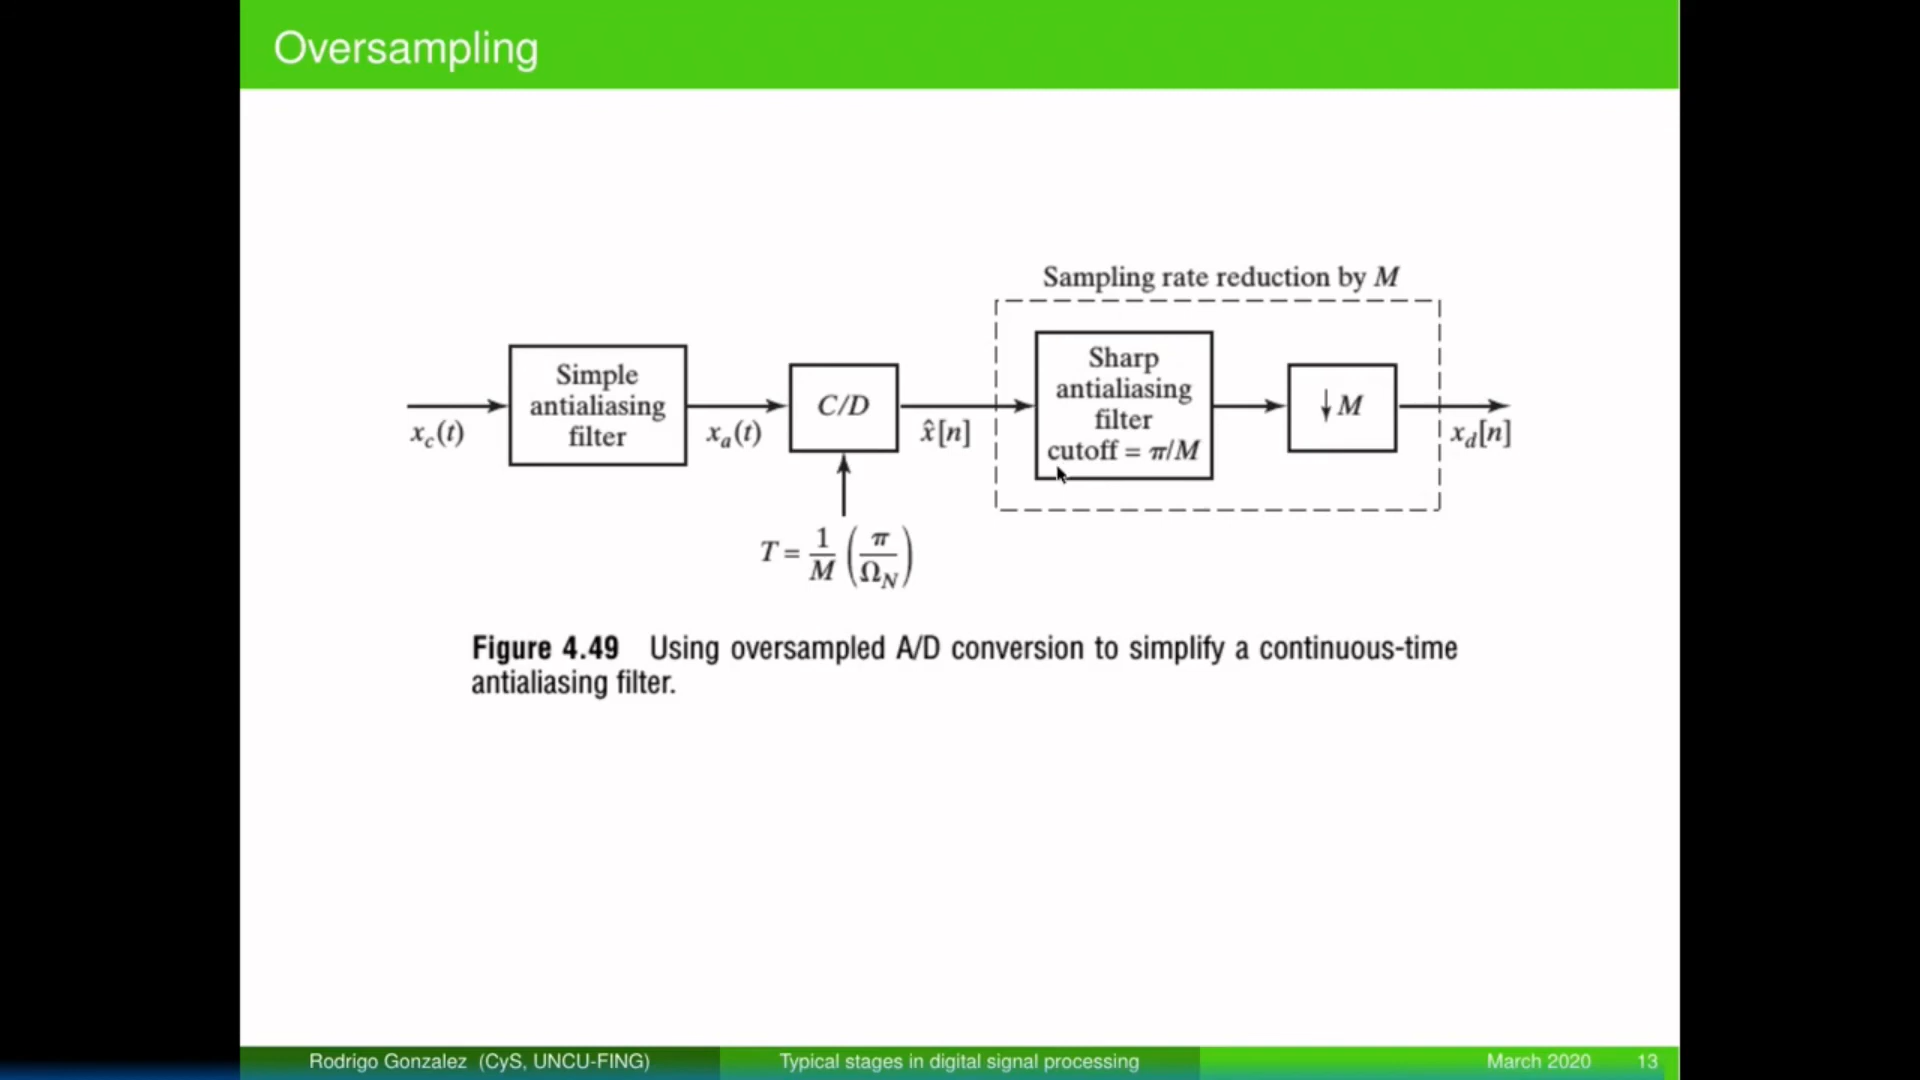 Oversampling
Sampling rate reduction by M
Simple
antialiasing
filter
C/D
Sharp
antialiasing
filter
cutoff = π/M
↓M
x_c(t)
x_a(t)
x̂[n]
x_d[n]
T = 1/M (π/Ω_N)
Figure 4.49 Using oversampled A/D conversion to simplify a continuous-time
antialiasing filter.
Rodrigo Gonzalez (CyS, UNCU-FING) Typical stages in digital signal processing March 2020 13